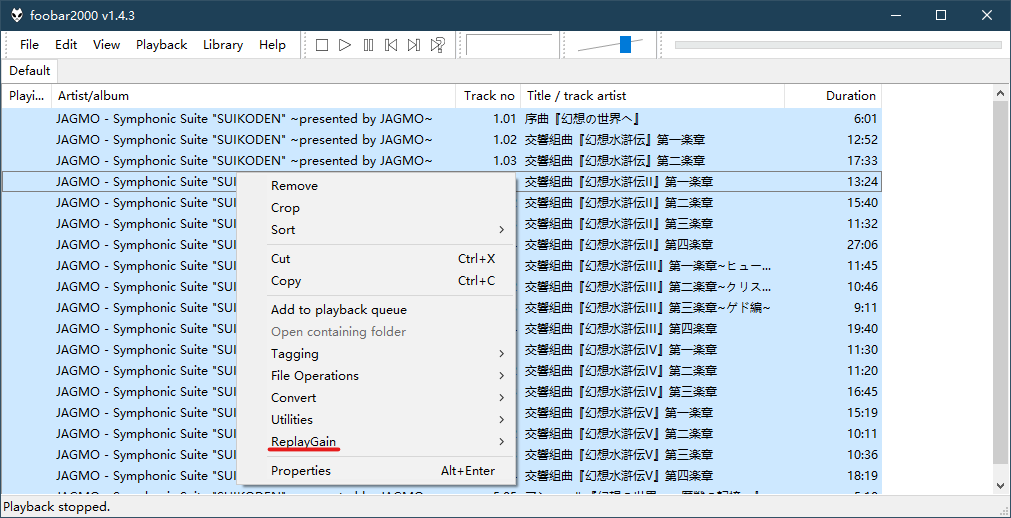 foobar2000 v1.4.3
File Edit View Playback Library Help
Default
Playi... Artist/album Track no Title / track artist Duration
JAGMO - Symphonic Suite "SUIKODEN" ~presented by JAGMO~ 1.01 序曲『幻想の世界へ』 6:01
JAGMO - Symphonic Suite "SUIKODEN" ~presented by JAGMO~ 1.02 交響組曲『幻想水滸伝』第一楽章 12:52
JAGMO - Symphonic Suite "SUIKODEN" ~presented by JAGMO~ 1.03 交響組曲『幻想水滸伝』第二楽章 17:33
JAGMO - Symphonic Suite "SUI 交響組曲『幻想水滸伝II』第一楽章 13:24
JAGMO - Symphonic Suite "SUI 交響組曲『幻想水滸伝II』第二楽章 15:40
JAGMO - Symphonic Suite "SUI 交響組曲『幻想水滸伝II』第三楽章 11:32
JAGMO - Symphonic Suite "SUI 交響組曲『幻想水滸伝II』第四楽章 27:06
JAGMO - Symphonic Suite "SUI 交響組曲『幻想水滸伝III』第一楽章~ヒュー... 11:45
JAGMO - Symphonic Suite "SUI 交響組曲『幻想水滸伝III』第二楽章~クリス... 10:46
JAGMO - Symphonic Suite "SUI 交響組曲『幻想水滸伝III』第三楽章~ゲド編~ 9:11
JAGMO - Symphonic Suite "SUI 交響組曲『幻想水滸伝III』第四楽章 19:40
JAGMO - Symphonic Suite "SUI 交響組曲『幻想水滸伝IV』第一楽章 11:30
JAGMO - Symphonic Suite "SUI 交響組曲『幻想水滸伝IV』第二楽章 11:20
JAGMO - Symphonic Suite "SUI 交響組曲『幻想水滸伝IV』第三楽章 16:45
JAGMO - Symphonic Suite "SUI 交響組曲『幻想水滸伝V』第一楽章 15:19
JAGMO - Symphonic Suite "SUI 交響組曲『幻想水滸伝V』第二楽章 10:11
JAGMO - Symphonic Suite "SUI 交響組曲『幻想水滸伝V』第三楽章 10:36
JAGMO - Symphonic Suite "SUI 交響組曲『幻想水滸伝V』第四楽章 18:19
Remove
Crop
Sort
Cut Ctrl+X
Copy Ctrl+C
Add to playback queue
Open containing folder
Tagging
File Operations
Convert
Utilities
ReplayGain
Properties Alt+Enter
Playback stopped.